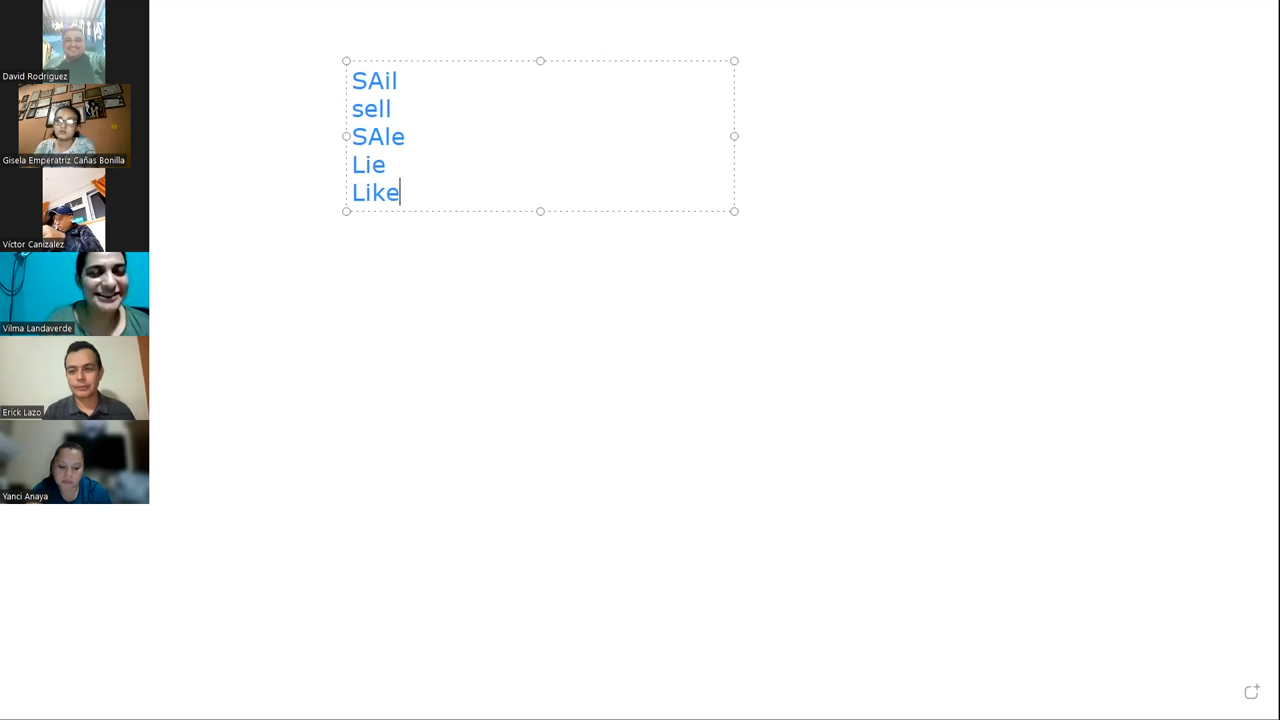 David Rodriguez
Gisela Emperatriz Cañas Bonilla
Víctor Canizalez
Vilma Landaverde
Erick Lazo
Yanci Anaya
SAil
sell
SAle
Lie
Like